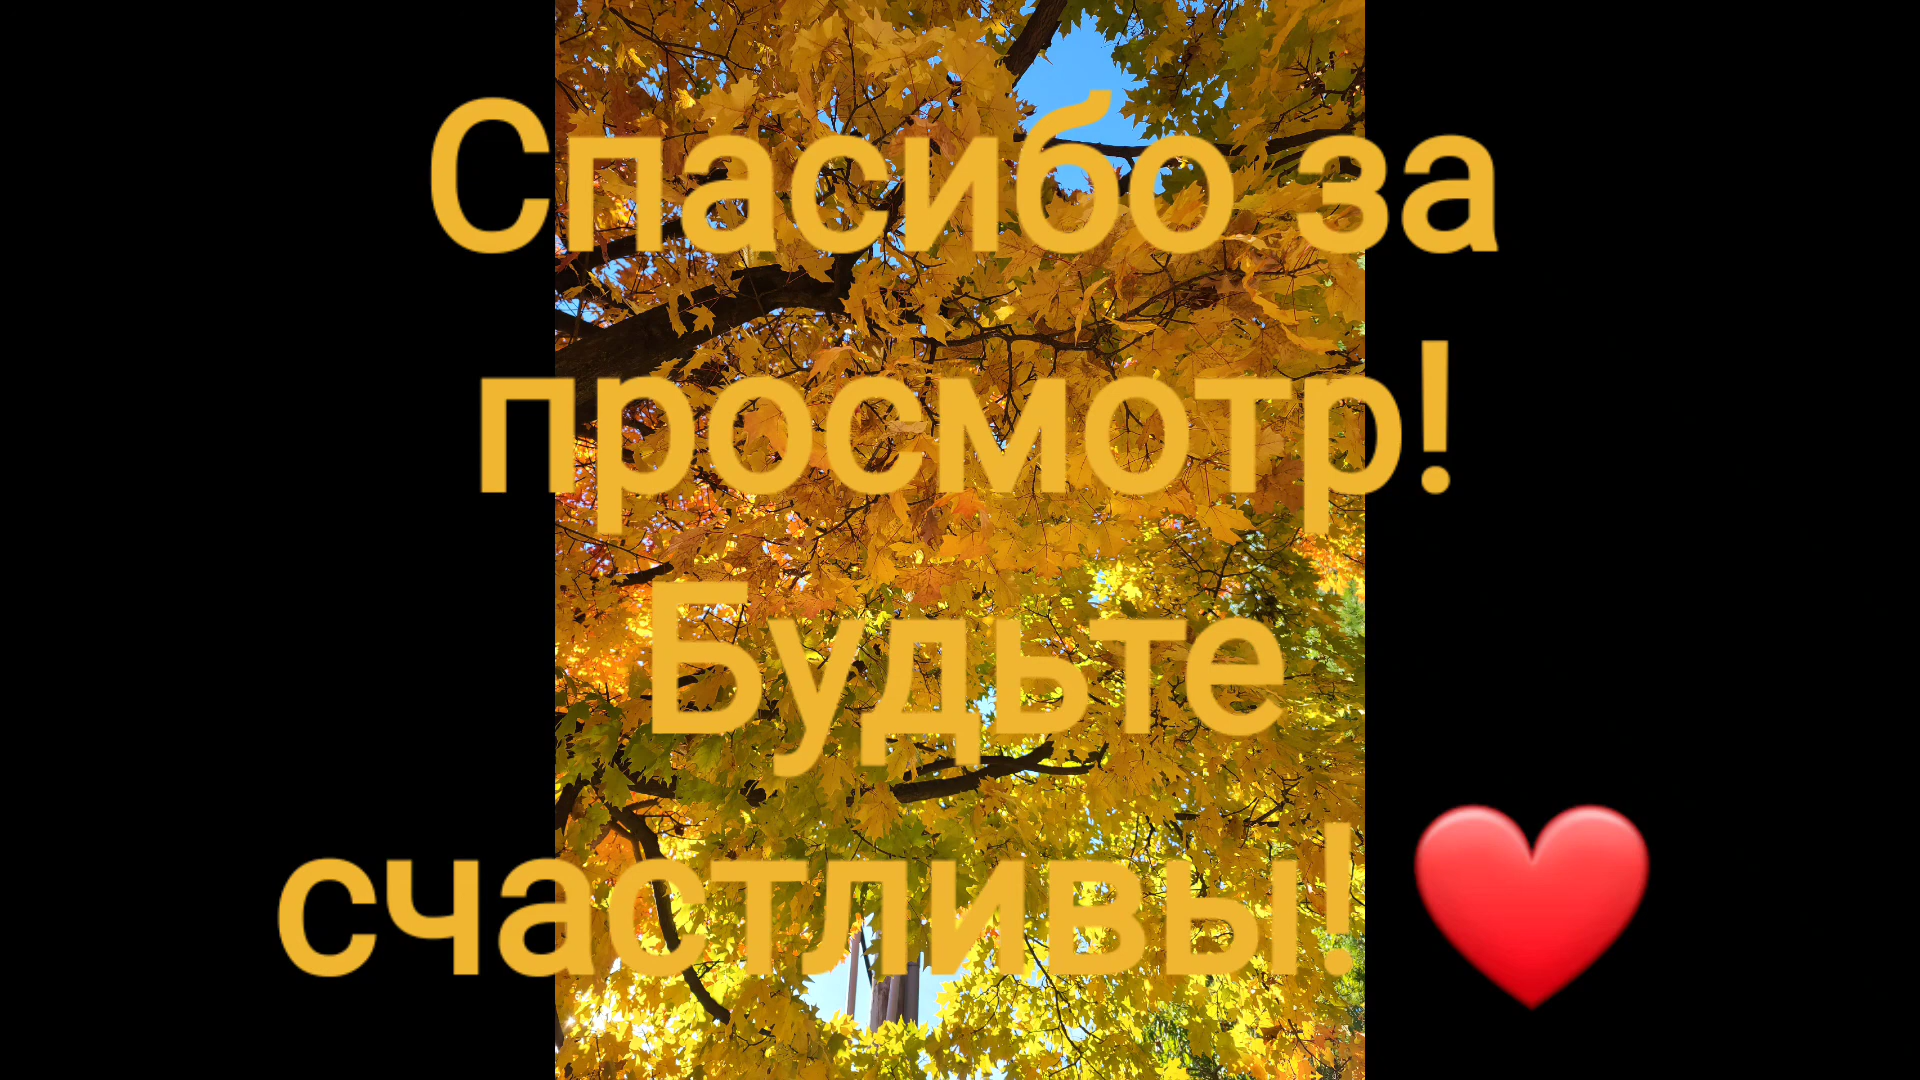 Спасибо за
просмотр!
Будьте
счастливы! ❤️